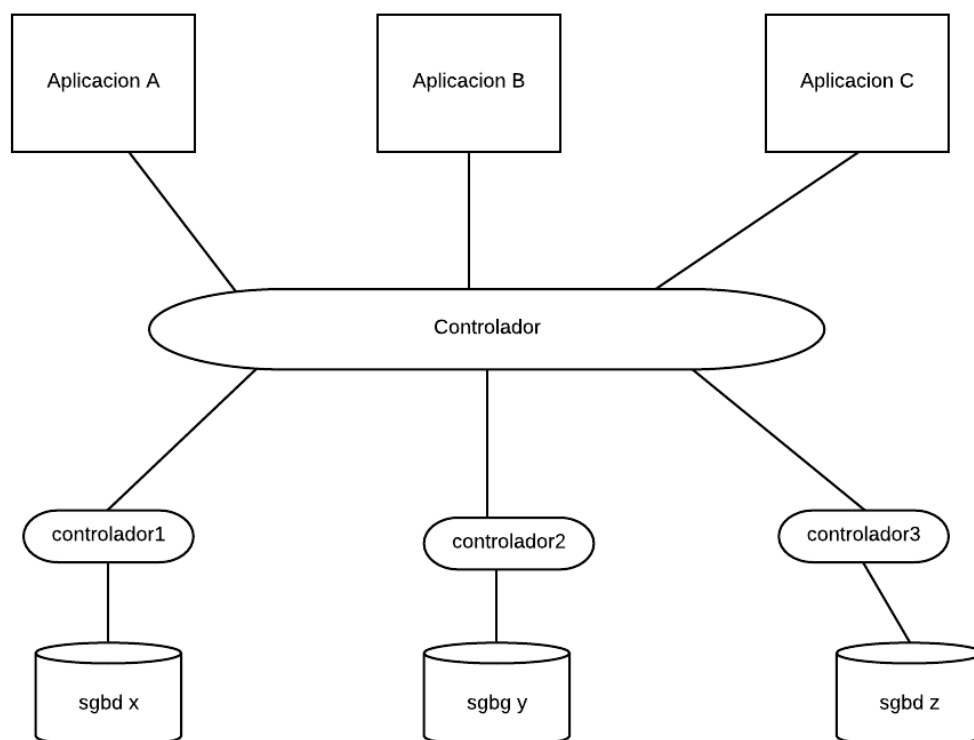 Aplicacion A
Aplicacion B
Aplicacion C
Controlador
controlador1
controlador2
controlador3
sgbd x
sgbg y
sgbd z